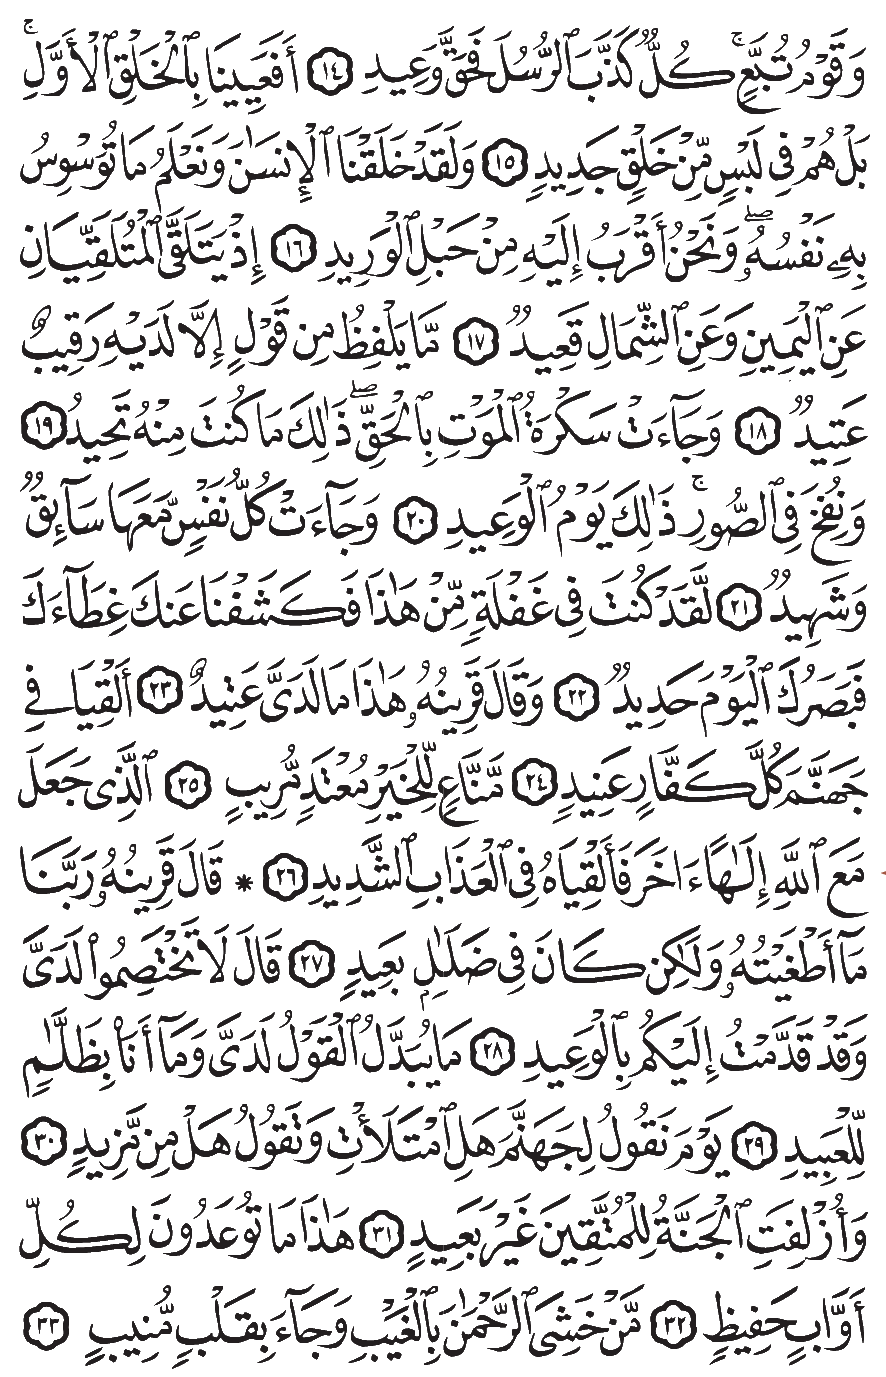 وَقَوْمُ تُبَّعٍ ۚ كُلٌّ كَذَّبَ ٱلرُّسُلَ فَحَقَّ وَعِيدِ ١٤ أَفَعَيِينَا بِٱلْخَلْقِ ٱلْأَوَّلِ ۚ
بَلْ هُمْ فِى لَبْسٍ مِّنْ خَلْقٍ جَدِيدٍ ١٥ وَلَقَدْ خَلَقْنَا ٱلْإِنسَٰنَ وَنَعْلَمُ مَا تُوَسْوِسُ
بِهِۦ نَفْسُهُۥ ۖ وَنَحْنُ أَقْرَبُ إِلَيْهِ مِنْ حَبْلِ ٱلْوَرِيدِ ١٦ إِذْ يَتَلَقَّى ٱلْمُتَلَقِّيَانِ
عَنِ ٱلْيَمِينِ وَعَنِ ٱلشِّمَالِ قَعِيدٌ ١٧ مَّا يَلْفِظُ مِن قَوْلٍ إِلَّا لَدَيْهِ رَقِيبٌ
عَتِيدٌ ١٨ وَجَآءَتْ سَكْرَةُ ٱلْمَوْتِ بِٱلْحَقِّ ۖ ذَٰلِكَ مَا كُنتَ مِنْهُ تَحِيدُ ١٩
وَنُفِخَ فِى ٱلصُّورِ ۚ ذَٰلِكَ يَوْمُ ٱلْوَعِيدِ ٢٠ وَجَآءَتْ كُلُّ نَفْسٍ مَّعَهَا سَآئِقٌ
وَشَهِيدٌ ٢١ لَّقَدْ كُنتَ فِى غَفْلَةٍ مِّنْ هَٰذَا فَكَشَفْنَا عَنكَ غِطَآءَكَ
فَبَصَرُكَ ٱلْيَوْمَ حَدِيدٌ ٢٢ وَقَالَ قَرِينُهُۥ هَٰذَا مَا لَدَىَّ عَتِيدٌ ٢٣ أَلْقِيَا فِى
جَهَنَّمَ كُلَّ كَفَّارٍ عَنِيدٍ ٢٤ مَّنَّاعٍ لِّلْخَيْرِ مُعْتَدٍ مُّرِيبٍ ٢٥ ٱلَّذِى جَعَلَ
مَعَ ٱللَّهِ إِلَٰهًا ءَاخَرَ فَأَلْقِيَاهُ فِى ٱلْعَذَابِ ٱلشَّدِيدِ ٢٦ * قَالَ قَرِينُهُۥ رَبَّنَا
مَآ أَطْغَيْتُهُۥ وَلَٰكِن كَانَ فِى ضَلَٰلٍۭ بَعِيدٍ ٢٧ قَالَ لَا تَخْتَصِمُوا۟ لَدَىَّ
وَقَدْ قَدَّمْتُ إِلَيْكُم بِٱلْوَعِيدِ ٢٨ مَا يُبَدَّلُ ٱلْقَوْلُ لَدَىَّ وَمَآ أَنَا۠ بِظَلَّٰمٍ
لِّلْعَبِيدِ ٢٩ يَوْمَ نَقُولُ لِجَهَنَّمَ هَلِ ٱمْتَلَأْتِ وَتَقُولُ هَلْ مِن مَّزِيدٍ ٣٠
وَأُزْلِفَتِ ٱلْجَنَّةُ لِلْمُتَّقِينَ غَيْرَ بَعِيدٍ ٣١ هَٰذَا مَا تُوعَدُونَ لِكُلِّ
أَوَّابٍ حَفِيظٍ ٣٢ مَّنْ خَشِىَ ٱلرَّحْمَٰنَ بِٱلْغَيْبِ وَجَآءَ بِقَلْبٍ مُّنِيبٍ ٣٣